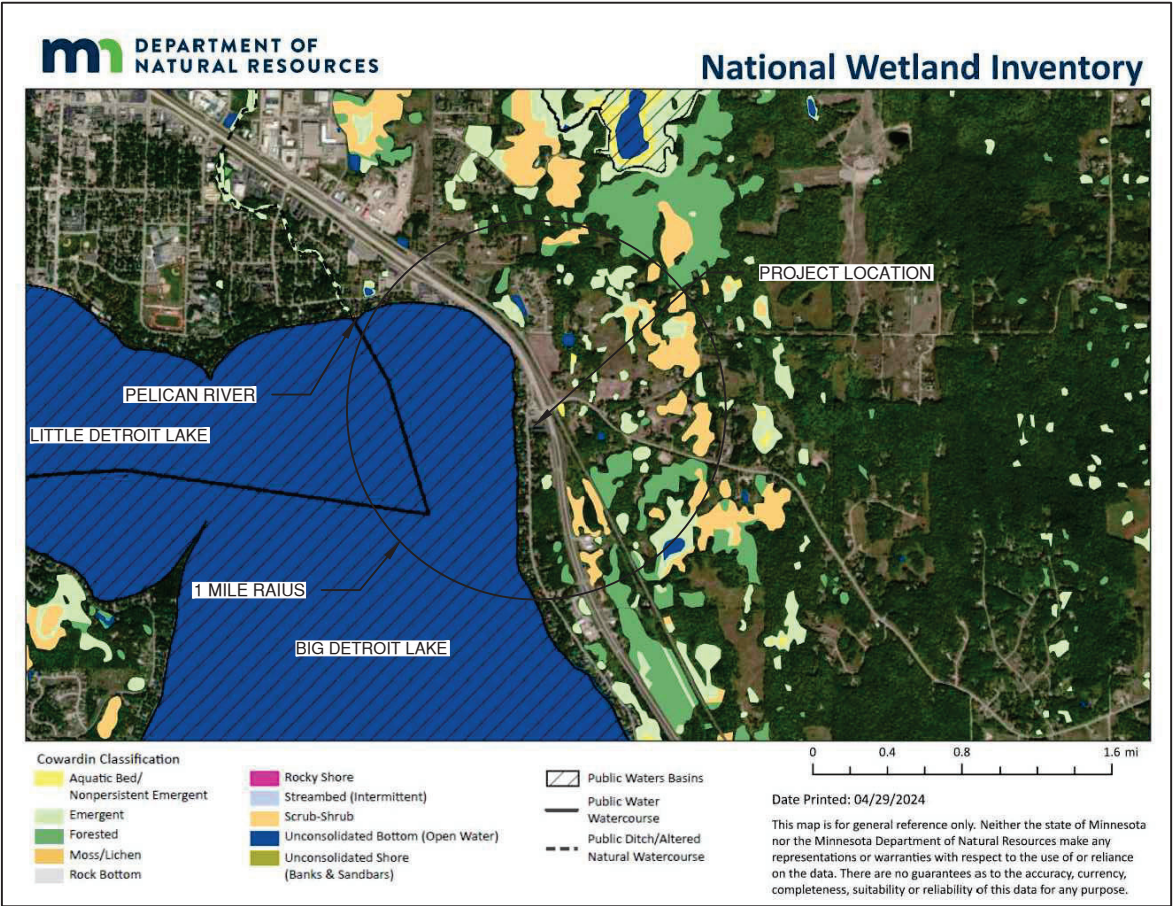 mn DEPARTMENT OF
NATURAL RESOURCES
National Wetland Inventory
PROJECT LOCATION
PELICAN RIVER
LITTLE DETROIT LAKE
1 MILE RAIUS
BIG DETROIT LAKE
Cowardin Classification
Aquatic Bed/
Nonpersistent Emergent
Emergent
Forested
Moss/Lichen
Rock Bottom
Rocky Shore
Streambed (Intermittent)
Scrub-Shrub
Unconsolidated Bottom (Open Water)
Unconsolidated Shore
(Banks & Sandbars)
Public Waters Basins
Public Water
Watercourse
Public Ditch/Altered
Natural Watercourse
0 0.4 0.8 1.6 mi
Date Printed: 04/29/2024
This map is for general reference only. Neither the state of Minnesota
nor the Minnesota Department of Natural Resources make any
representations or warranties with respect to the use of or reliance
on the data. There are no guarantees as to the accuracy, currency,
completeness, suitability or reliability of this data for any purpose.